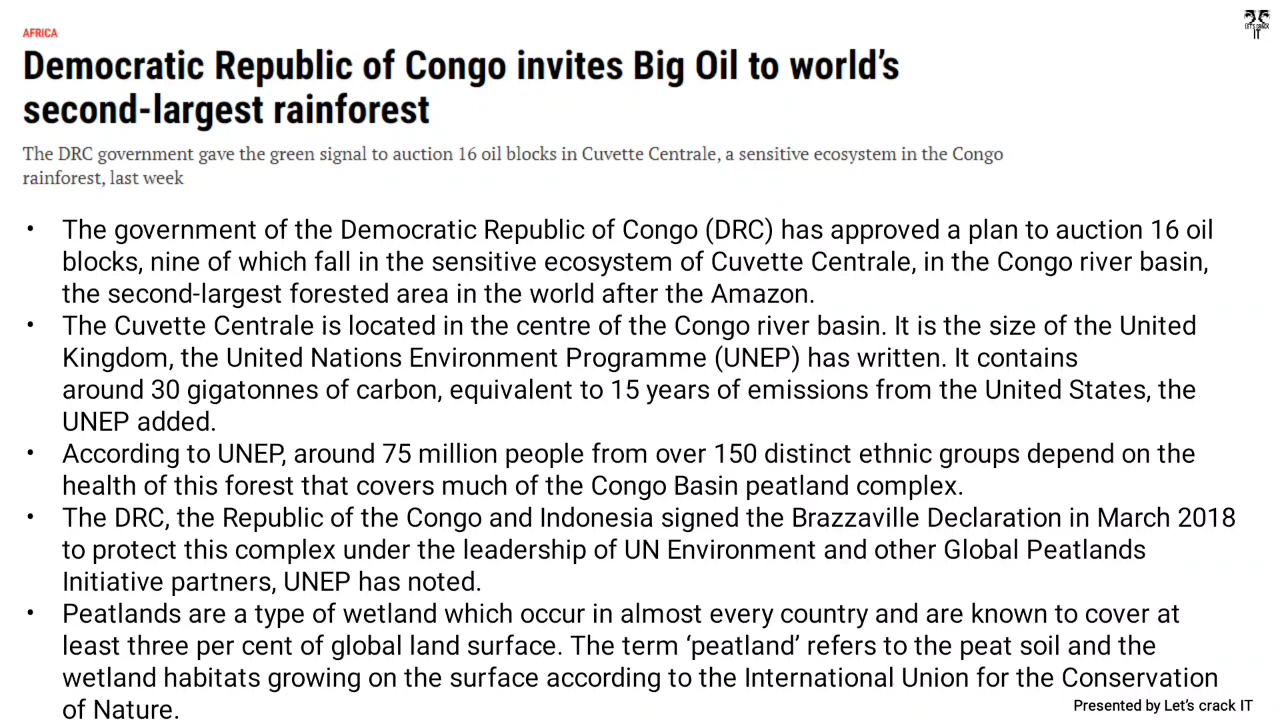 AFRICA
LET'S CRACK
IT
Democratic Republic of Congo invites Big Oil to world’s
second-largest rainforest
The DRC government gave the green signal to auction 16 oil blocks in Cuvette Centrale, a sensitive ecosystem in the Congo
rainforest, last week
• The government of the Democratic Republic of Congo (DRC) has approved a plan to auction 16 oil
blocks, nine of which fall in the sensitive ecosystem of Cuvette Centrale, in the Congo river basin,
the second-largest forested area in the world after the Amazon.
• The Cuvette Centrale is located in the centre of the Congo river basin. It is the size of the United
Kingdom, the United Nations Environment Programme (UNEP) has written. It contains
around 30 gigatonnes of carbon, equivalent to 15 years of emissions from the United States, the
UNEP added.
• According to UNEP, around 75 million people from over 150 distinct ethnic groups depend on the
health of this forest that covers much of the Congo Basin peatland complex.
• The DRC, the Republic of the Congo and Indonesia signed the Brazzaville Declaration in March 2018
to protect this complex under the leadership of UN Environment and other Global Peatlands
Initiative partners, UNEP has noted.
• Peatlands are a type of wetland which occur in almost every country and are known to cover at
least three per cent of global land surface. The term ‘peatland’ refers to the peat soil and the
wetland habitats growing on the surface according to the International Union for the Conservation
of Nature.
Presented by Let’s crack IT